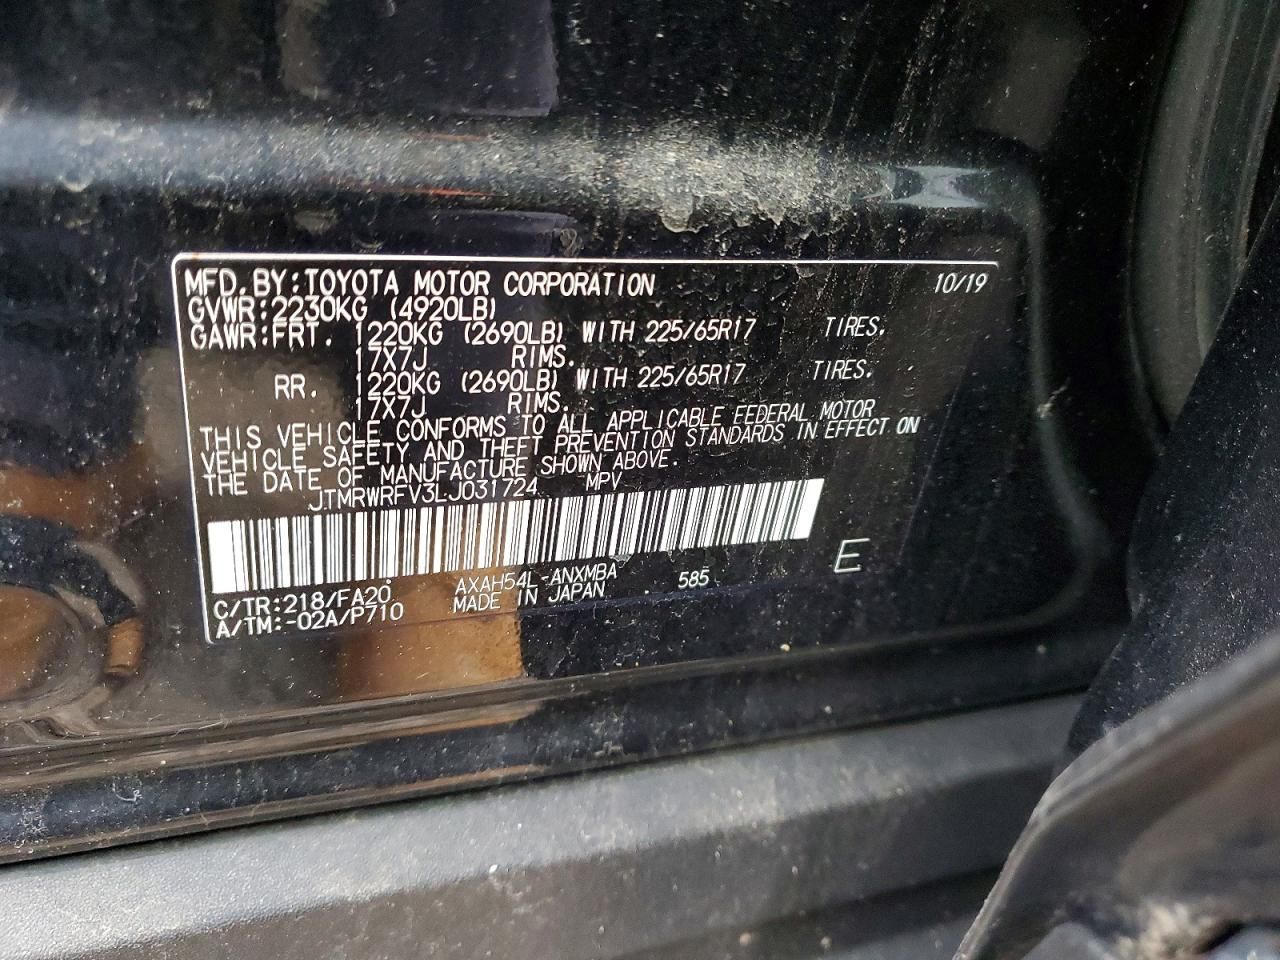 MFD. BY: TOYOTA MOTOR CORPORATION 10/19
GVWR: 2230KG (4920LB)
GAWR: FRT. 1220KG (2690LB) WITH 225/65R17 TIRES.
17X7J RIMS.
RR. 1220KG (2690LB) WITH 225/65R17 TIRES.
17X7J RIMS.
THIS VEHICLE CONFORMS TO ALL APPLICABLE FEDERAL MOTOR
VEHICLE SAFETY AND THEFT PREVENTION STANDARDS IN EFFECT ON
THE DATE OF MANUFACTURE SHOWN ABOVE.
JTMRWRFV3LJ031724 MPV
E
C/TR: 218/FA20 AXAH54L-ANXMBA 585
A/TM: -02A/P710 MADE IN JAPAN